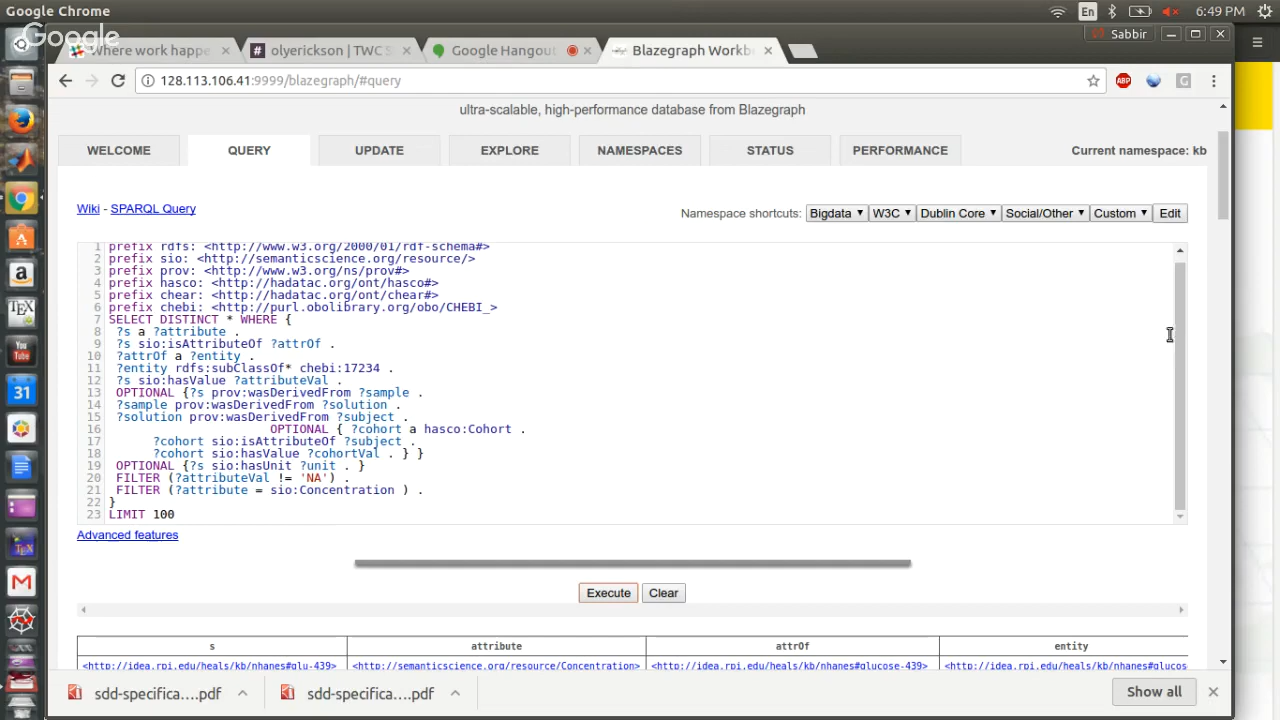 Google Chrome
En
6:49 PM
Google
Where work happe
olyerickson | TWC S
Google Hangout
Blazegraph Workb
Sabbir
128.113.106.41:9999/blazegraph/#query
ABP
G
ultra-scalable, high-performance database from Blazegraph
WELCOME
QUERY
UPDATE
EXPLORE
NAMESPACES
STATUS
PERFORMANCE
Current namespace: kb
Wiki - SPARQL Query
Namespace shortcuts: Bigdata W3C Dublin Core Social/Other Custom Edit
1 prefix rdfs: <http://www.w3.org/2000/01/rdf-schema#>
2 prefix sio: <http://semanticscience.org/resource/>
3 prefix prov: <http://www.w3.org/ns/prov#>
4 prefix hasco: <http://hadatac.org/ont/hasco#>
5 prefix chear: <http://hadatac.org/ont/chear#>
6 prefix chebi: <http://purl.obolibrary.org/obo/CHEBI_>
7 SELECT DISTINCT * WHERE {
8 ?s a ?attribute .
9 ?s sio:isAttributeOf ?attrOf .
10 ?attrOf a ?entity .
11 ?entity rdfs:subClassOf* chebi:17234 .
12 ?s sio:hasValue ?attributeVal .
13 OPTIONAL {?s prov:wasDerivedFrom ?sample .
14 ?sample prov:wasDerivedFrom ?solution .
15 ?solution prov:wasDerivedFrom ?subject .
16 OPTIONAL { ?cohort a hasco:Cohort .
17 ?cohort sio:isAttributeOf ?subject .
18 ?cohort sio:hasValue ?cohortVal . } }
19 OPTIONAL {?s sio:hasUnit ?unit . }
20 FILTER (?attributeVal != 'NA') .
21 FILTER (?attribute = sio:Concentration ) .
22 }
23 LIMIT 100
Advanced features
Execute
Clear
s attribute attrOf entity
<http://idea.rpi.edu/heals/kb/nhanes#glu-439> <http://semanticscience.org/resource/Concentration> <http://idea.rpi.edu/heals/kb/nhanes#glucose-439> <http://idea.rpi.edu/heals/kb/nhanes#glucos
sdd-specifica....pdf
sdd-specifica....pdf
Show all